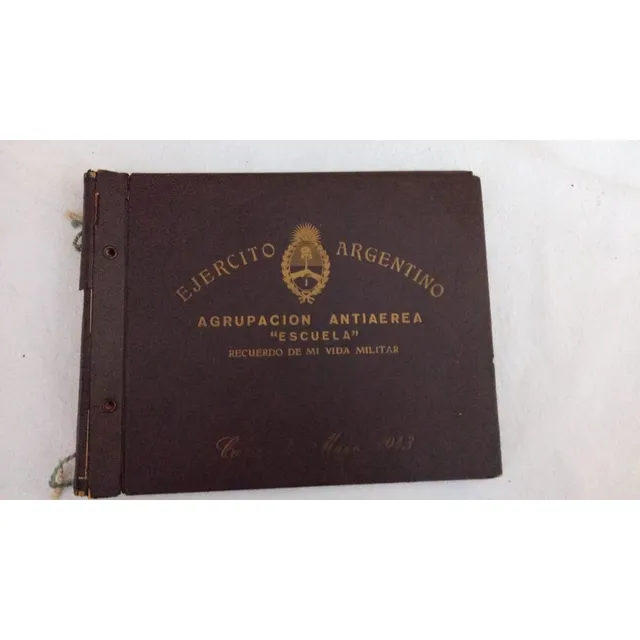 EJERCITO ARGENTINO
AGRUPACION ANTIAEREA
"ESCUELA"
RECUERDO DE MI VIDA MILITAR